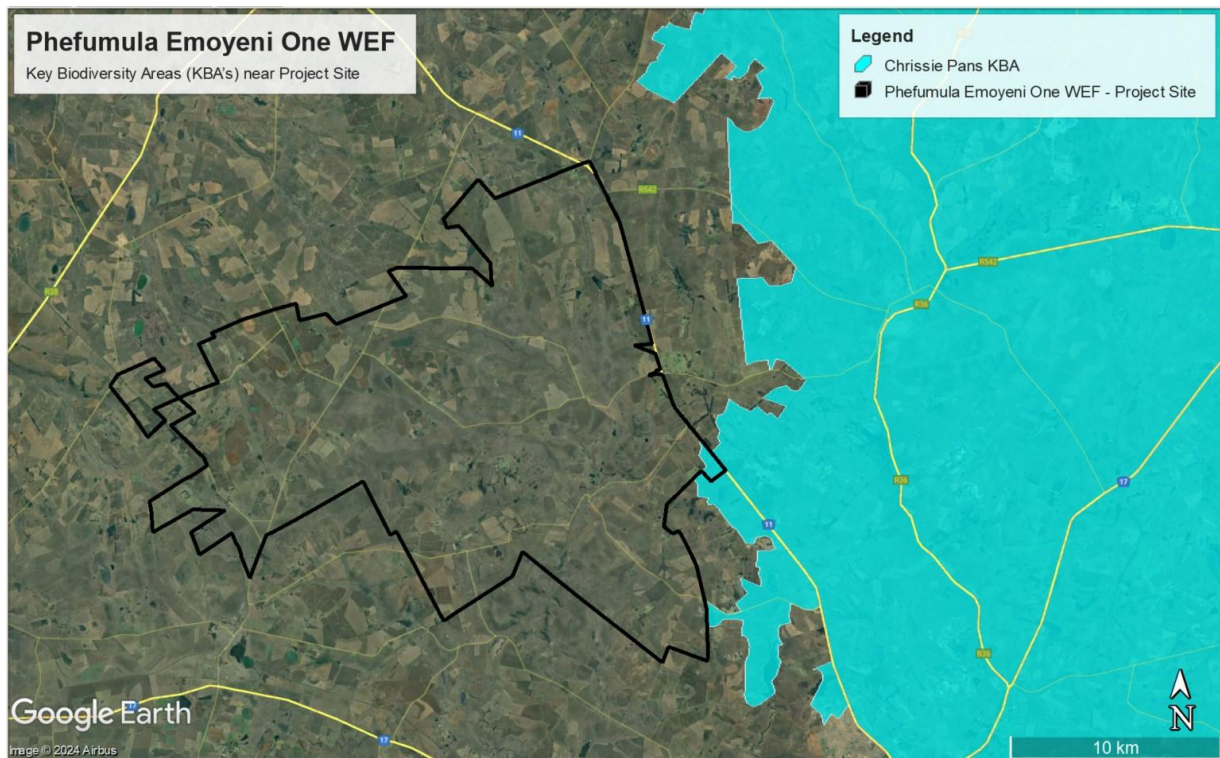 Phefumula Emoyeni One WEF
Key Biodiversity Areas (KBA's) near Project Site
Legend
Chrissie Pans KBA
Phefumula Emoyeni One WEF - Project Site
11
R542
R542
R36
11
R36
17
11
R36
17
Google Earth
Image © 2024 Airbus
N
10 km